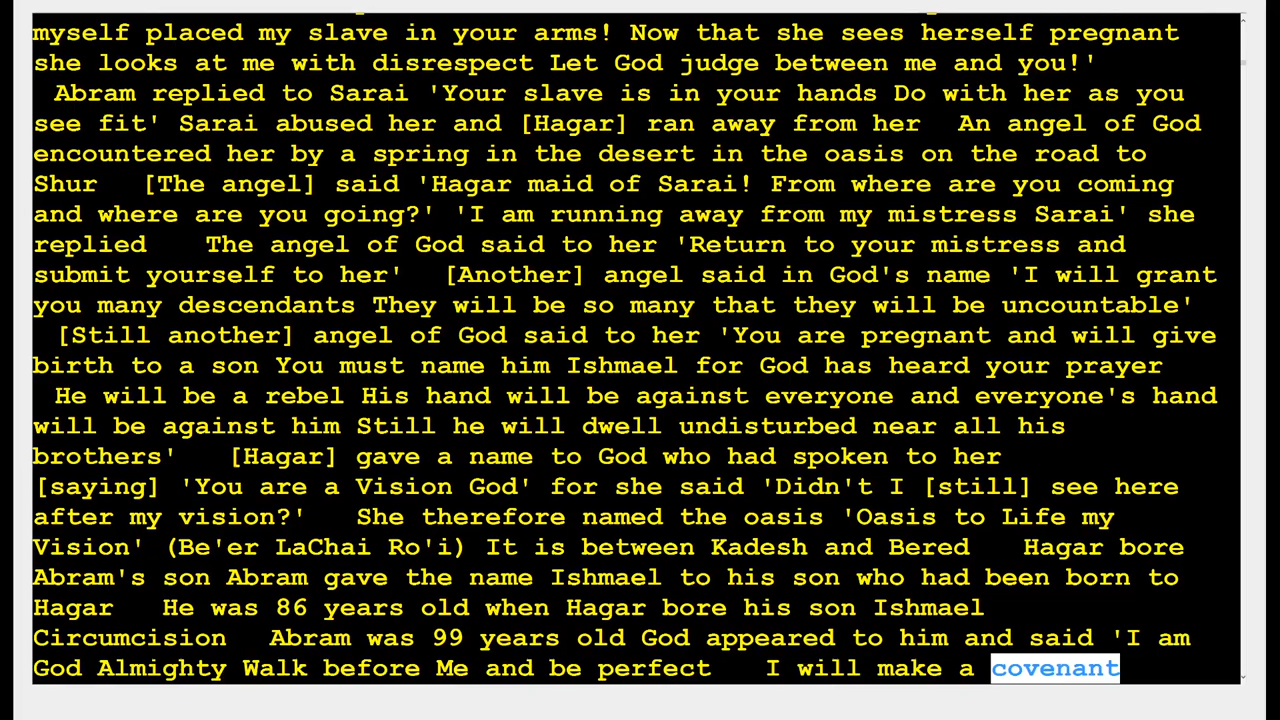 myself placed my slave in your arms! Now that she sees herself pregnant
she looks at me with disrespect Let God judge between me and you!'
Abram replied to Sarai 'Your slave is in your hands Do with her as you
see fit' Sarai abused her and [Hagar] ran away from her An angel of God
encountered her by a spring in the desert in the oasis on the road to
Shur [The angel] said 'Hagar maid of Sarai! From where are you coming
and where are you going?' 'I am running away from my mistress Sarai' she
replied The angel of God said to her 'Return to your mistress and
submit yourself to her' [Another] angel said in God's name 'I will grant
you many descendants They will be so many that they will be uncountable'
[Still another] angel of God said to her 'You are pregnant and will give
birth to a son You must name him Ishmael for God has heard your prayer
He will be a rebel His hand will be against everyone and everyone's hand
will be against him Still he will dwell undisturbed near all his
brothers' [Hagar] gave a name to God who had spoken to her
[saying] 'You are a Vision God' for she said 'Didn't I [still] see here
after my vision?' She therefore named the oasis 'Oasis to Life my
Vision' (Be'er LaChai Ro'i) It is between Kadesh and Bered Hagar bore
Abram's son Abram gave the name Ishmael to his son who had been born to
Hagar He was 86 years old when Hagar bore his son Ishmael
Circumcision Abram was 99 years old God appeared to him and said 'I am
God Almighty Walk before Me and be perfect I will make a covenant